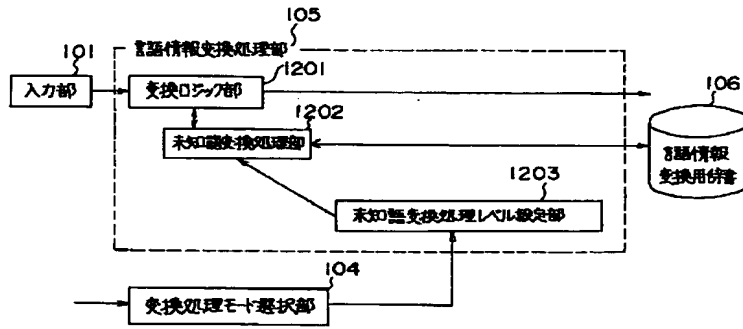 言語情報変換処理部
105
101
入力部
1201
変換ロジック部
1202
未知語変換処理部
106
言語情報
変換用辞書
1203
未知語変換処理レベル設定部
104
変換処理モード選択部